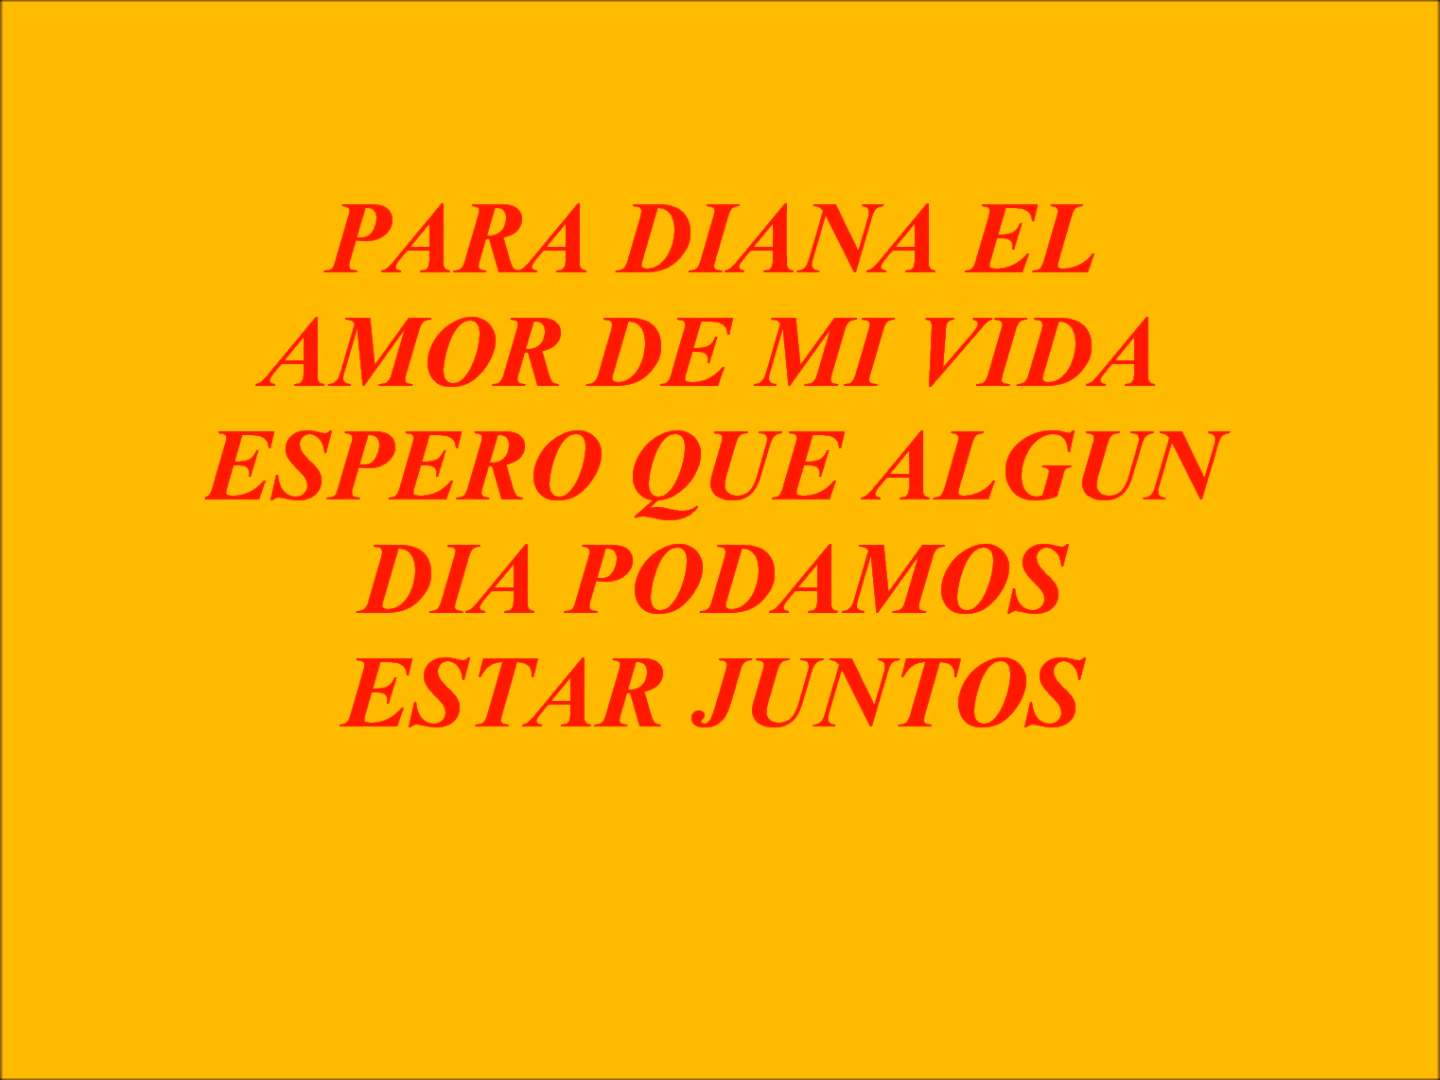 PARA DIANA EL
AMOR DE MI VIDA
ESPERO QUE ALGUN
DIA PODAMOS
ESTAR JUNTOS